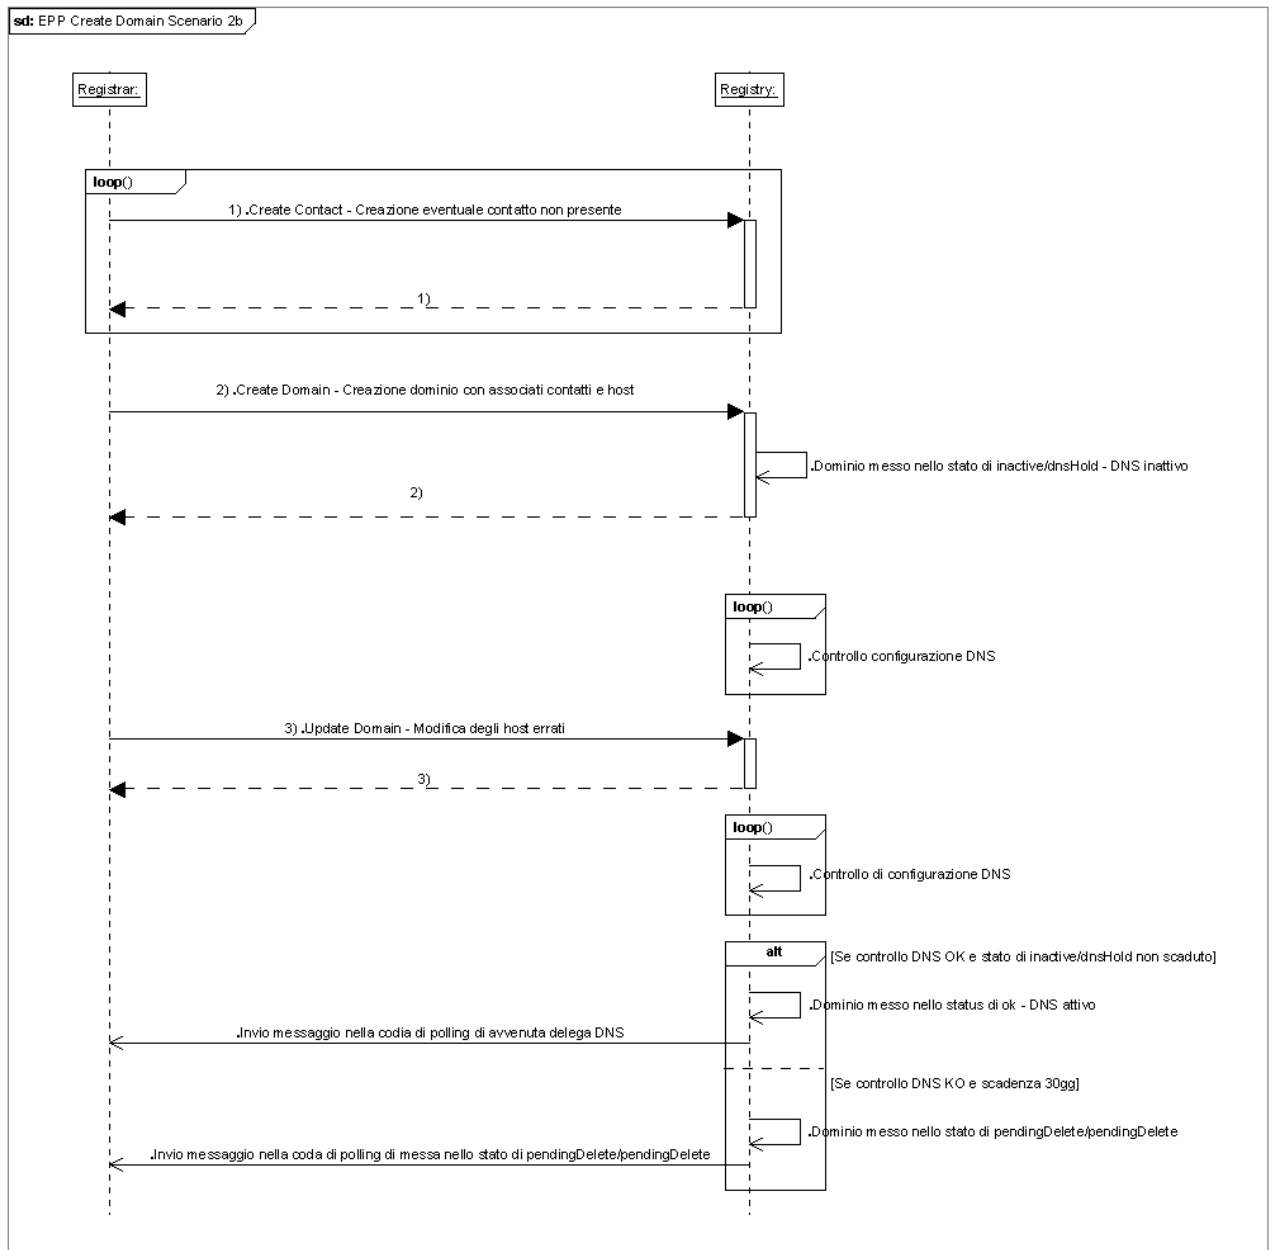 sd: EPP Create Domain Scenario 2b
Registrar:
Registry:
loop()
1) .Create Contact - Creazione eventuale contatto non presente
1)
2) .Create Domain - Creazione dominio con associati contatti e host
.Dominio messo nello stato di inactive/dnsHold - DNS inattivo
2)
loop()
.Controllo configurazione DNS
3) .Update Domain - Modifica degli host errati
3)
loop()
.Controllo di configurazione DNS
alt
[Se controllo DNS OK e stato di inactive/dnsHold non scaduto]
.Dominio messo nello status di ok - DNS attivo
.Invio messaggio nella codia di polling di avvenuta delega DNS
[Se controllo DNS KO e scadenza 30gg]
.Dominio messo nello stato di pendingDelete/pendingDelete
.Invio messaggio nella coda di polling di messa nello stato di pendingDelete/pendingDelete